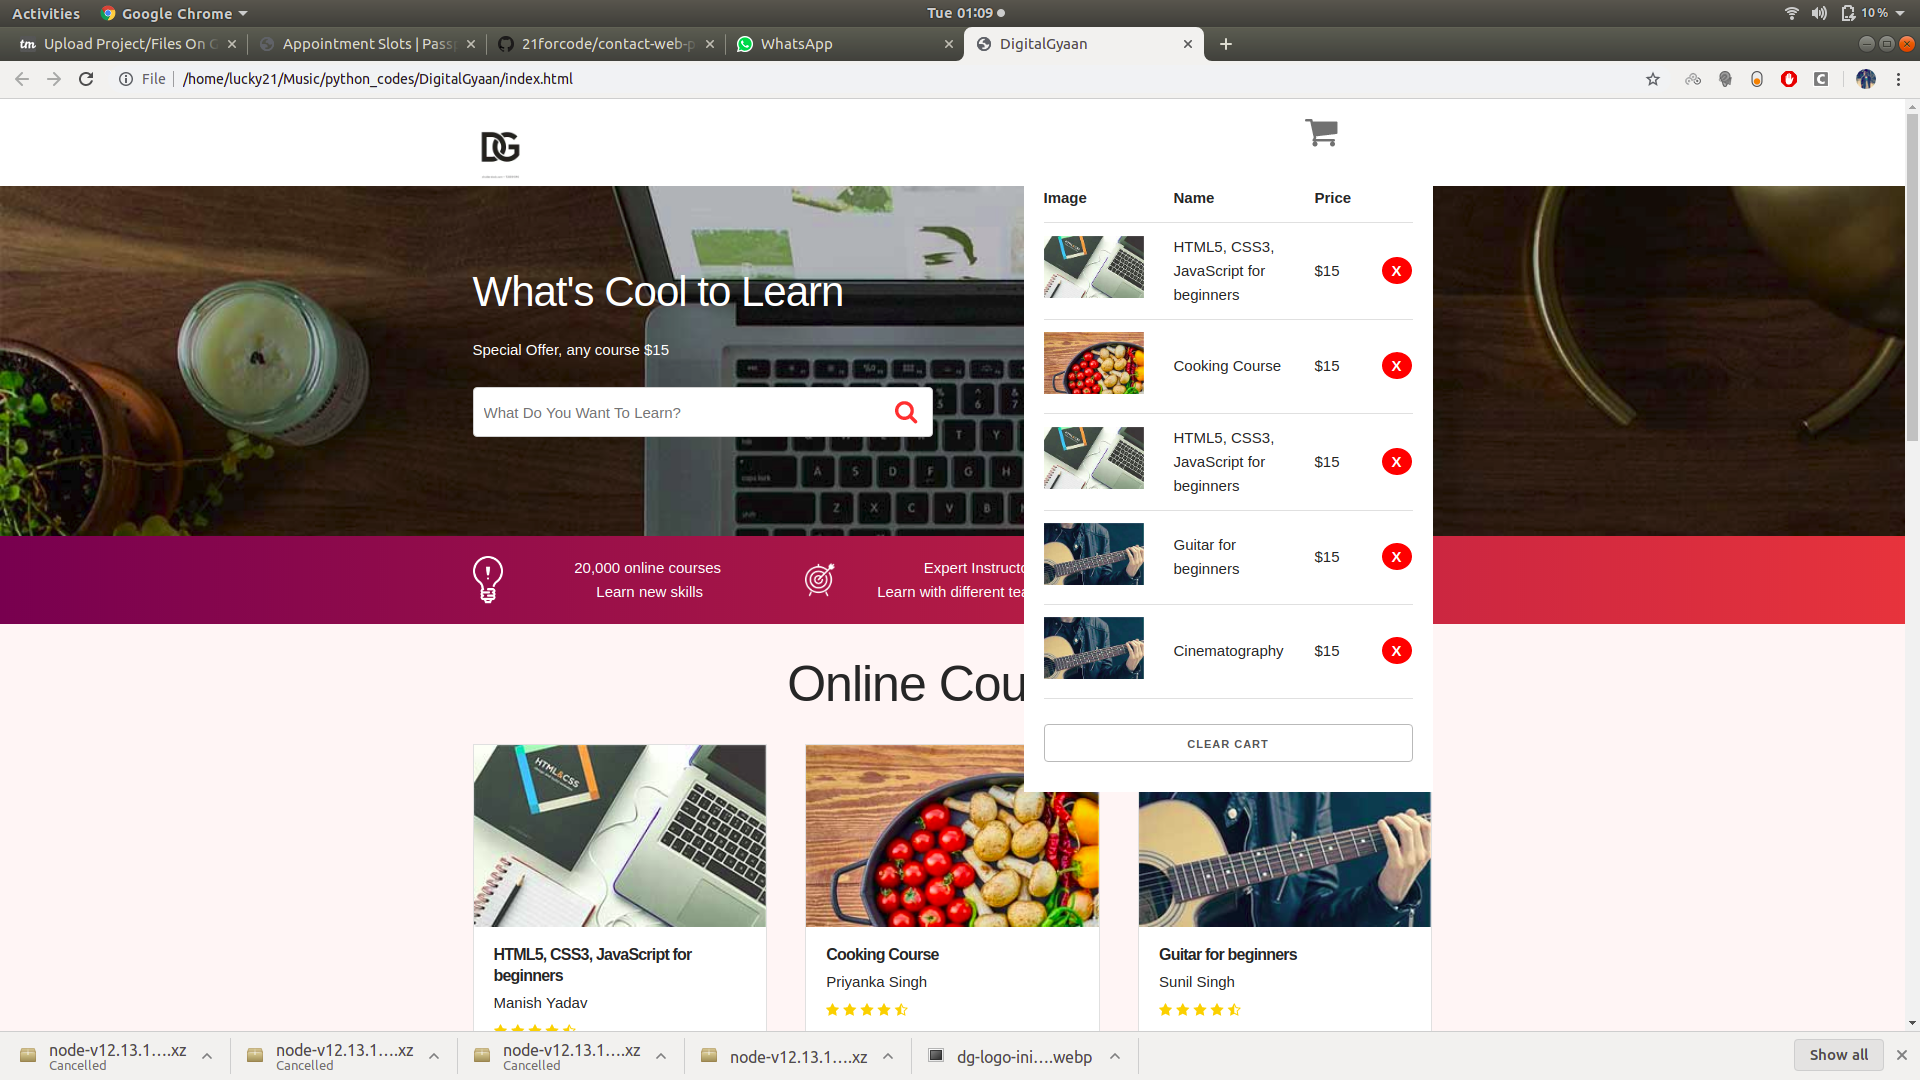 Activities
Google Chrome
Tue 01:09
10 %
Upload Project/Files On G
Appointment Slots | Passp
21forcode/contact-web-p
WhatsApp
DigitalGyaan
File
/home/lucky21/Music/python_codes/DigitalGyaan/index.html
DG
Image Name Price
HTML5, CSS3,
JavaScript for
beginners
$15
X
Cooking Course
$15
X
HTML5, CSS3,
JavaScript for
beginners
$15
X
Guitar for
beginners
$15
X
Cinematography
$15
X
CLEAR CART
What's Cool to Learn
Special Offer, any course $15
What Do You Want To Learn?
20,000 online courses
Learn new skills
Expert Instructo
Learn with different tea
Online Cou
HTML&CSS
HTML5, CSS3, JavaScript for
beginners
Manish Yadav
Cooking Course
Priyanka Singh
Guitar for beginners
Sunil Singh
node-v12.13.1....xz
Cancelled
node-v12.13.1....xz
Cancelled
node-v12.13.1....xz
Cancelled
node-v12.13.1....xz
dg-logo-ini....webp
Show all